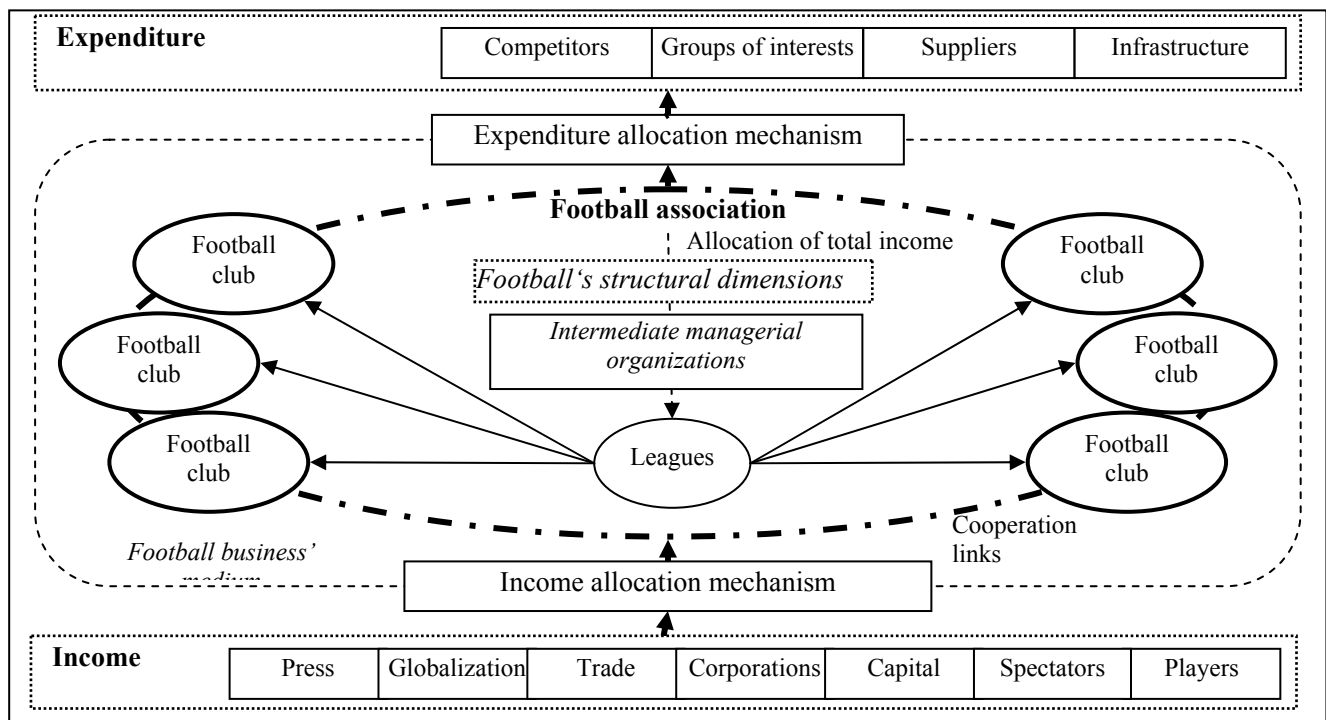 Expenditure
Competitors
Groups of interests
Suppliers
Infrastructure
Expenditure allocation mechanism
Football association
Allocation of total income
Football‘s structural dimensions
Intermediate managerial
organizations
Football
club
Football
club
Football
club
Leagues
Football
club
Football
club
Football
club
Cooperation
links
Football business’
medium
Income allocation mechanism
Income
Press
Globalization
Trade
Corporations
Capital
Spectators
Players